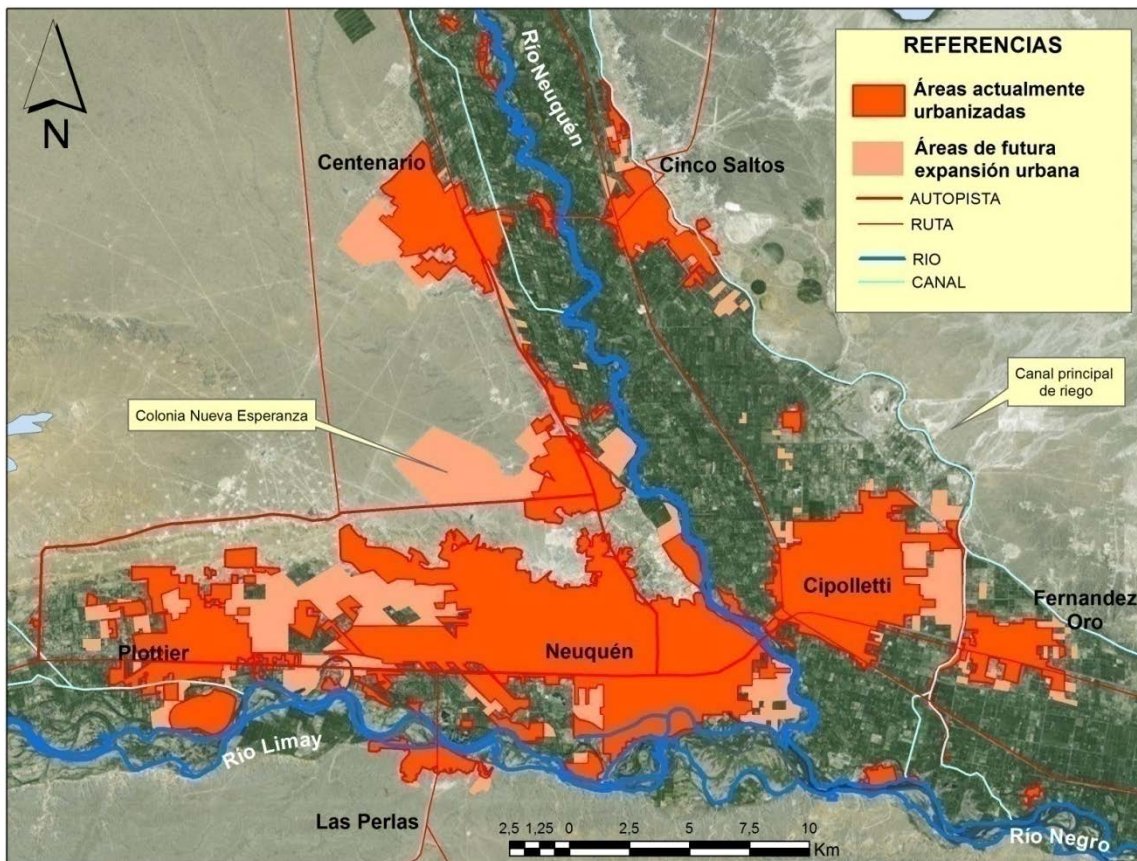 REFERENCIAS
Áreas actualmente
urbanizadas
Áreas de futura
expansión urbana
AUTOPISTA
RUTA
RIO
CANAL
N
Río Neuquén
Centenario
Cinco Saltos
Canal principal
de riego
Colonia Nueva Esperanza
Cipolletti
Fernandez
Oro
Plottier
Neuquén
Río Limay
Las Perlas
Río Negro
2,5 1,25 0 2,5 5 7,5 10
Km